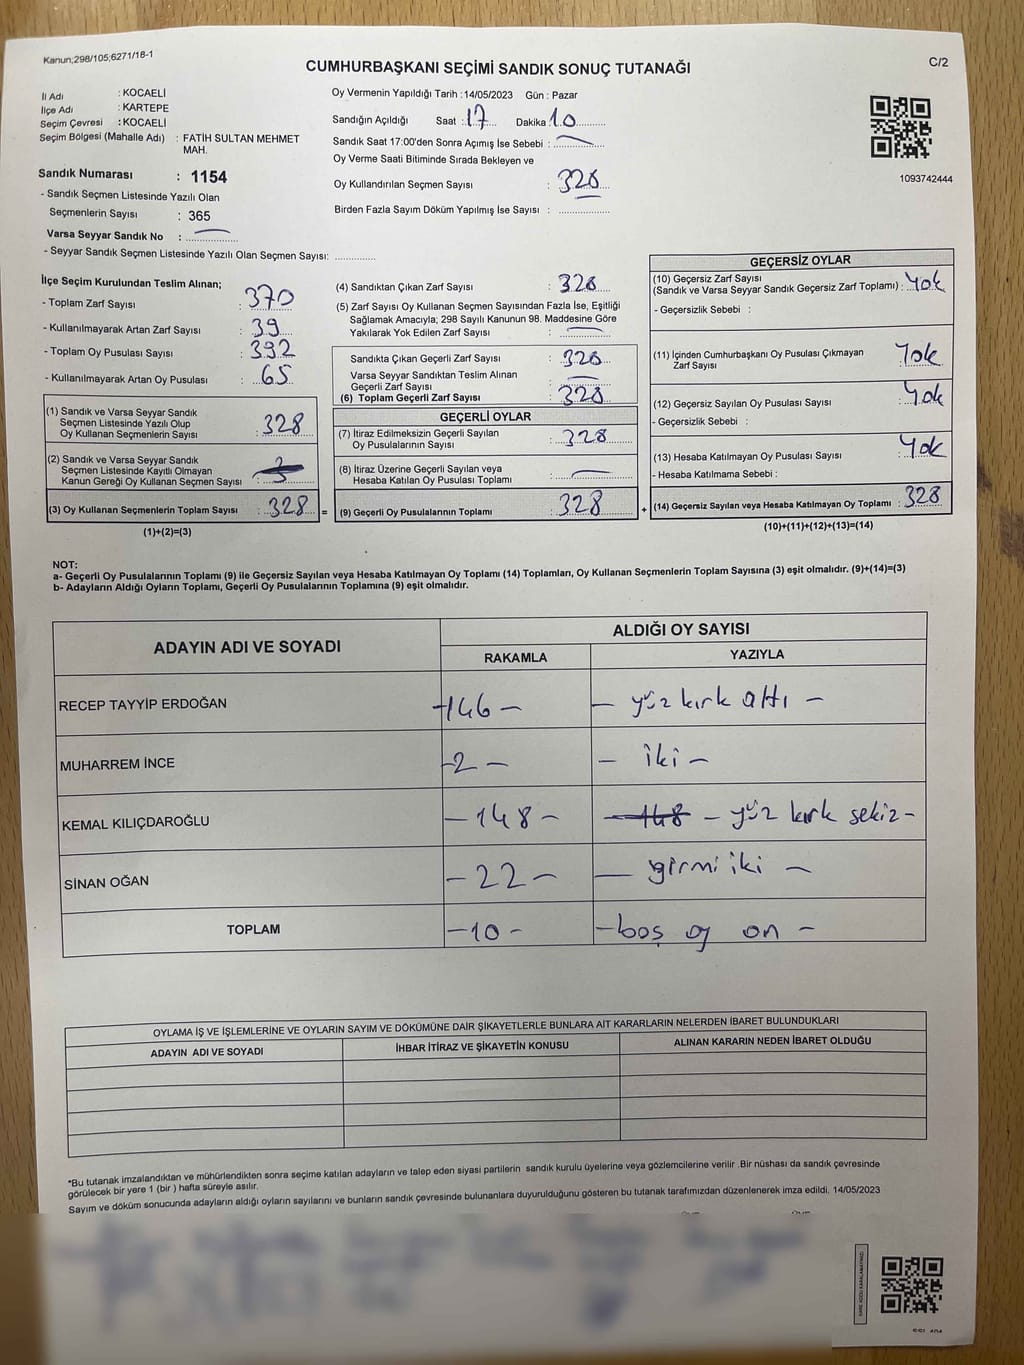 Kanun;298/105;6271/18-1
CUMHURBAŞKANI SEÇİMİ SANDIK SONUÇ TUTANAĞI
C/2
İl Adı : KOCAELİ
İlçe Adı : KARTEPE
Seçim Çevresi : KOCAELİ
Seçim Bölgesi (Mahalle Adı) : FATİH SULTAN MEHMET
MAH.
Sandık Numarası : 1154
- Sandık Seçmen Listesinde Yazılı Olan
Seçmenlerin Sayısı : 365
Varsa Seyyar Sandık No :
- Seyyar Sandık Seçmen Listesinde Yazılı Olan Seçmen Sayısı:
Oy Vermenin Yapıldığı Tarih :14/05/2023 Gün : Pazar
Sandığın Açıldığı Saat : 17 Dakika 10
Sandık Saat 17:00'den Sonra Açımış İse Sebebi :
Oy Verme Saati Bitiminde Sırada Bekleyen ve
Oy Kullandırılan Seçmen Sayısı : 328
Birden Fazla Sayım Döküm Yapılmış İse Sayısı :
1093742444
İlçe Seçim Kurulundan Teslim Alınan;
- Toplam Zarf Sayısı : 370
- Kullanılmayarak Artan Zarf Sayısı : 39
- Toplam Oy Pusulası Sayısı : 392
- Kullanılmayarak Artan Oy Pusulası : 65
(1) Sandık ve Varsa Seyyar Sandık
Seçmen Listesinde Yazılı Olup
Oy Kullanan Seçmenlerin Sayısı : 328
(2) Sandık ve Varsa Seyyar Sandık
Seçmen Listesinde Kayıtlı Olmayan
Kanun Gereği Oy Kullanan Seçmen Sayısı :
(3) Oy Kullanan Seçmenlerin Toplam Sayısı : 328 =
(1)+(2)=(3)
(4) Sandıktan Çıkan Zarf Sayısı : 328
(5) Zarf Sayısı Oy Kullanan Seçmen Sayısından Fazla İse, Eşitliği
Sağlamak Amacıyla; 298 Sayılı Kanunun 98. Maddesine Göre
Yakılarak Yok Edilen Zarf Sayısı :
Sandıkta Çıkan Geçerli Zarf Sayısı : 328
Varsa Seyyar Sandıktan Teslim Alınan
Geçerli Zarf Sayısı :
(6) Toplam Geçerli Zarf Sayısı : 328
GEÇERLİ OYLAR
(7) İtiraz Edilmeksizin Geçerli Sayılan
Oy Pusulalarının Sayısı : 328
(8) İtiraz Üzerine Geçerli Sayılan veya
Hesaba Katılan Oy Pusulası Toplamı :
(9) Geçerli Oy Pusulalarının Toplamı : 328 +
GEÇERSİZ OYLAR
(10) Geçersiz Zarf Sayısı
(Sandık ve Varsa Seyyar Sandık Geçersiz Zarf Toplamı) : Yok
- Geçersizlik Sebebi :
(11) İçinden Cumhurbaşkanı Oy Pusulası Çıkmayan
Zarf Sayısı : Yok
(12) Geçersiz Sayılan Oy Pusulası Sayısı : Yok
- Geçersizlik Sebebi :
(13) Hesaba Katılmayan Oy Pusulası Sayısı : Yok
- Hesaba Katılmama Sebebi :
(14) Geçersiz Sayılan veya Hesaba Katılmayan Oy Toplamı : 328
(10)+(11)+(12)+(13)=(14)
NOT:
a- Geçerli Oy Pusulalarının Toplamı (9) ile Geçersiz Sayılan veya Hesaba Katılmayan Oy Toplamı (14) Toplamları, Oy Kullanan Seçmenlerin Toplam Sayısına (3) eşit olmalıdır. (9)+(14)=(3)
b- Adayların Aldığı Oyların Toplamı, Geçerli Oy Pusulalarının Toplamına (9) eşit olmalıdır.
ADAYIN ADI VE SOYADI
ALDIĞI OY SAYISI
RAKAMLA YAZIYLA
RECEP TAYYİP ERDOĞAN -146- - yüz kırk altı -
MUHARREM İNCE -2- - iki -
KEMAL KILIÇDAROĞLU -148- -148 - yüz kırk sekiz -
SİNAN OĞAN -22- - yirmi iki -
TOPLAM -10- -boş oy on -
OYLAMA İŞ VE İŞLEMLERİNE VE OYLARIN SAYIM VE DÖKÜMÜNE DAİR ŞİKAYETLERLE BUNLARA AİT KARARLARIN NELERDEN İBARET BULUNDUKLARI
ADAYIN ADI VE SOYADI İHBAR İTİRAZ VE ŞİKAYETİN KONUSU ALINAN KARARIN NEDEN İBARET OLDUĞU
*Bu tutanak imzalandıktan ve mühürlendikten sonra seçime katılan adayların ve talep eden siyasi partilerin sandık kurulu üyelerine veya gözlemcilerine verilir .Bir nüshası da sandık çevresinde
görülecek bir yere 1 (bir ) hafta süreyle asılır.
Sayım ve döküm sonucunda adayların aldığı oyların sayılarını ve bunların sandık çevresinde bulunanlara duyurulduğunu gösteren bu tutanak tarafımızdan düzenlenerek imza edildi. 14/05/2023